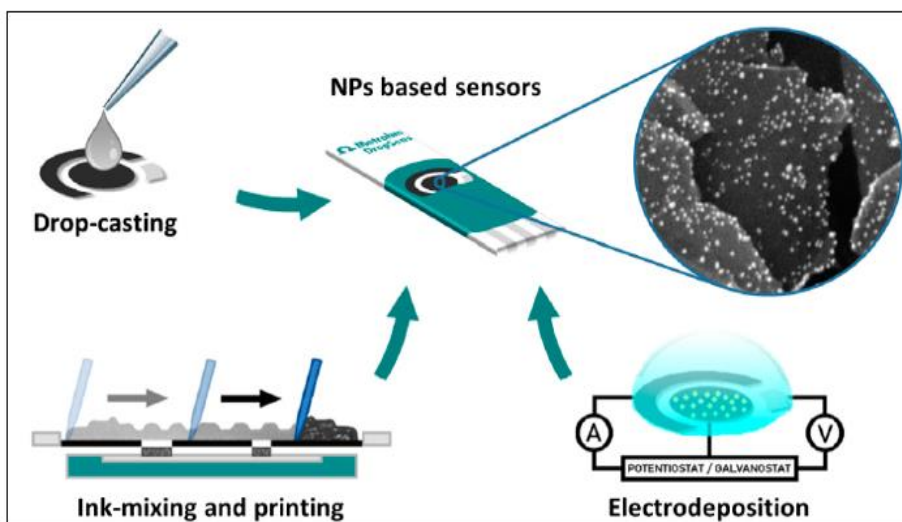 NPs based sensors
Metrohm
DropSens
Drop-casting
A
V
POTENTIOSTAT / GALVANOSTAT
Ink-mixing and printing
Electrodeposition